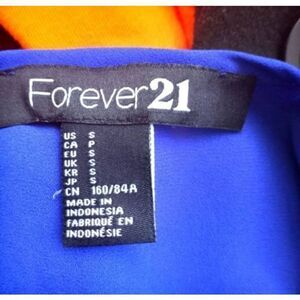 Forever21
US S
CA P
EU S
UK S
KR S
JP S
CN 160/84A
MADE IN
INDONESIA
FABRIQUÉ EN
INDONÉSIE